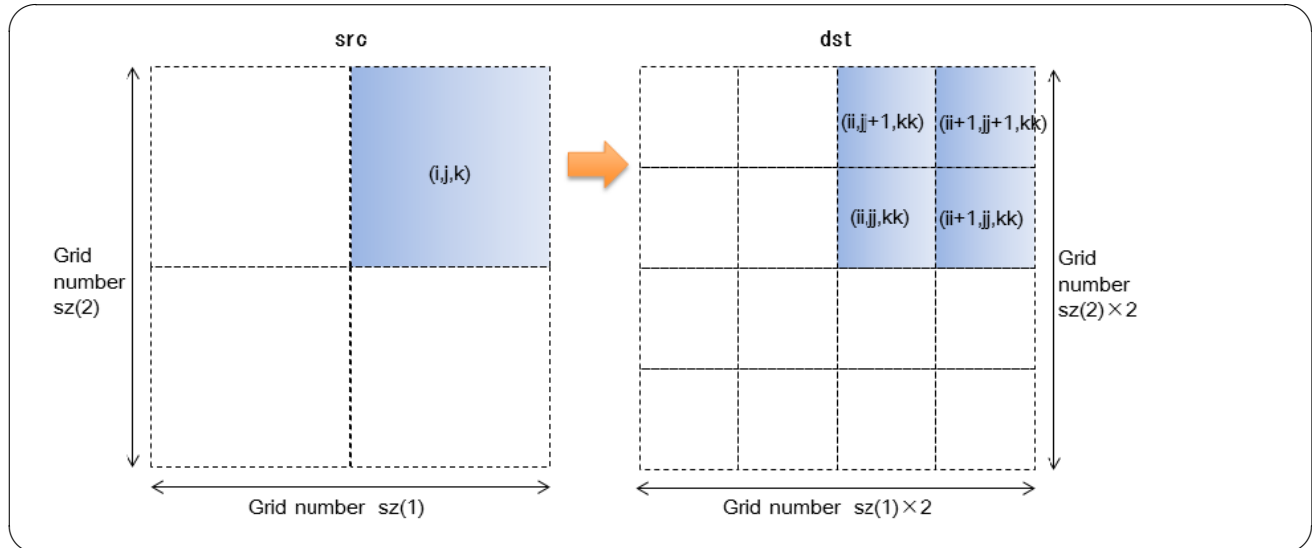 src
dst
(i,j,k)
(ii,jj+1,kk)
(ii+1,jj+1,kk)
(ii,jj,kk)
(ii+1,jj,kk)
Grid
number
sz(2)
Grid
number
sz(2)×2
Grid number sz(1)
Grid number sz(1)×2